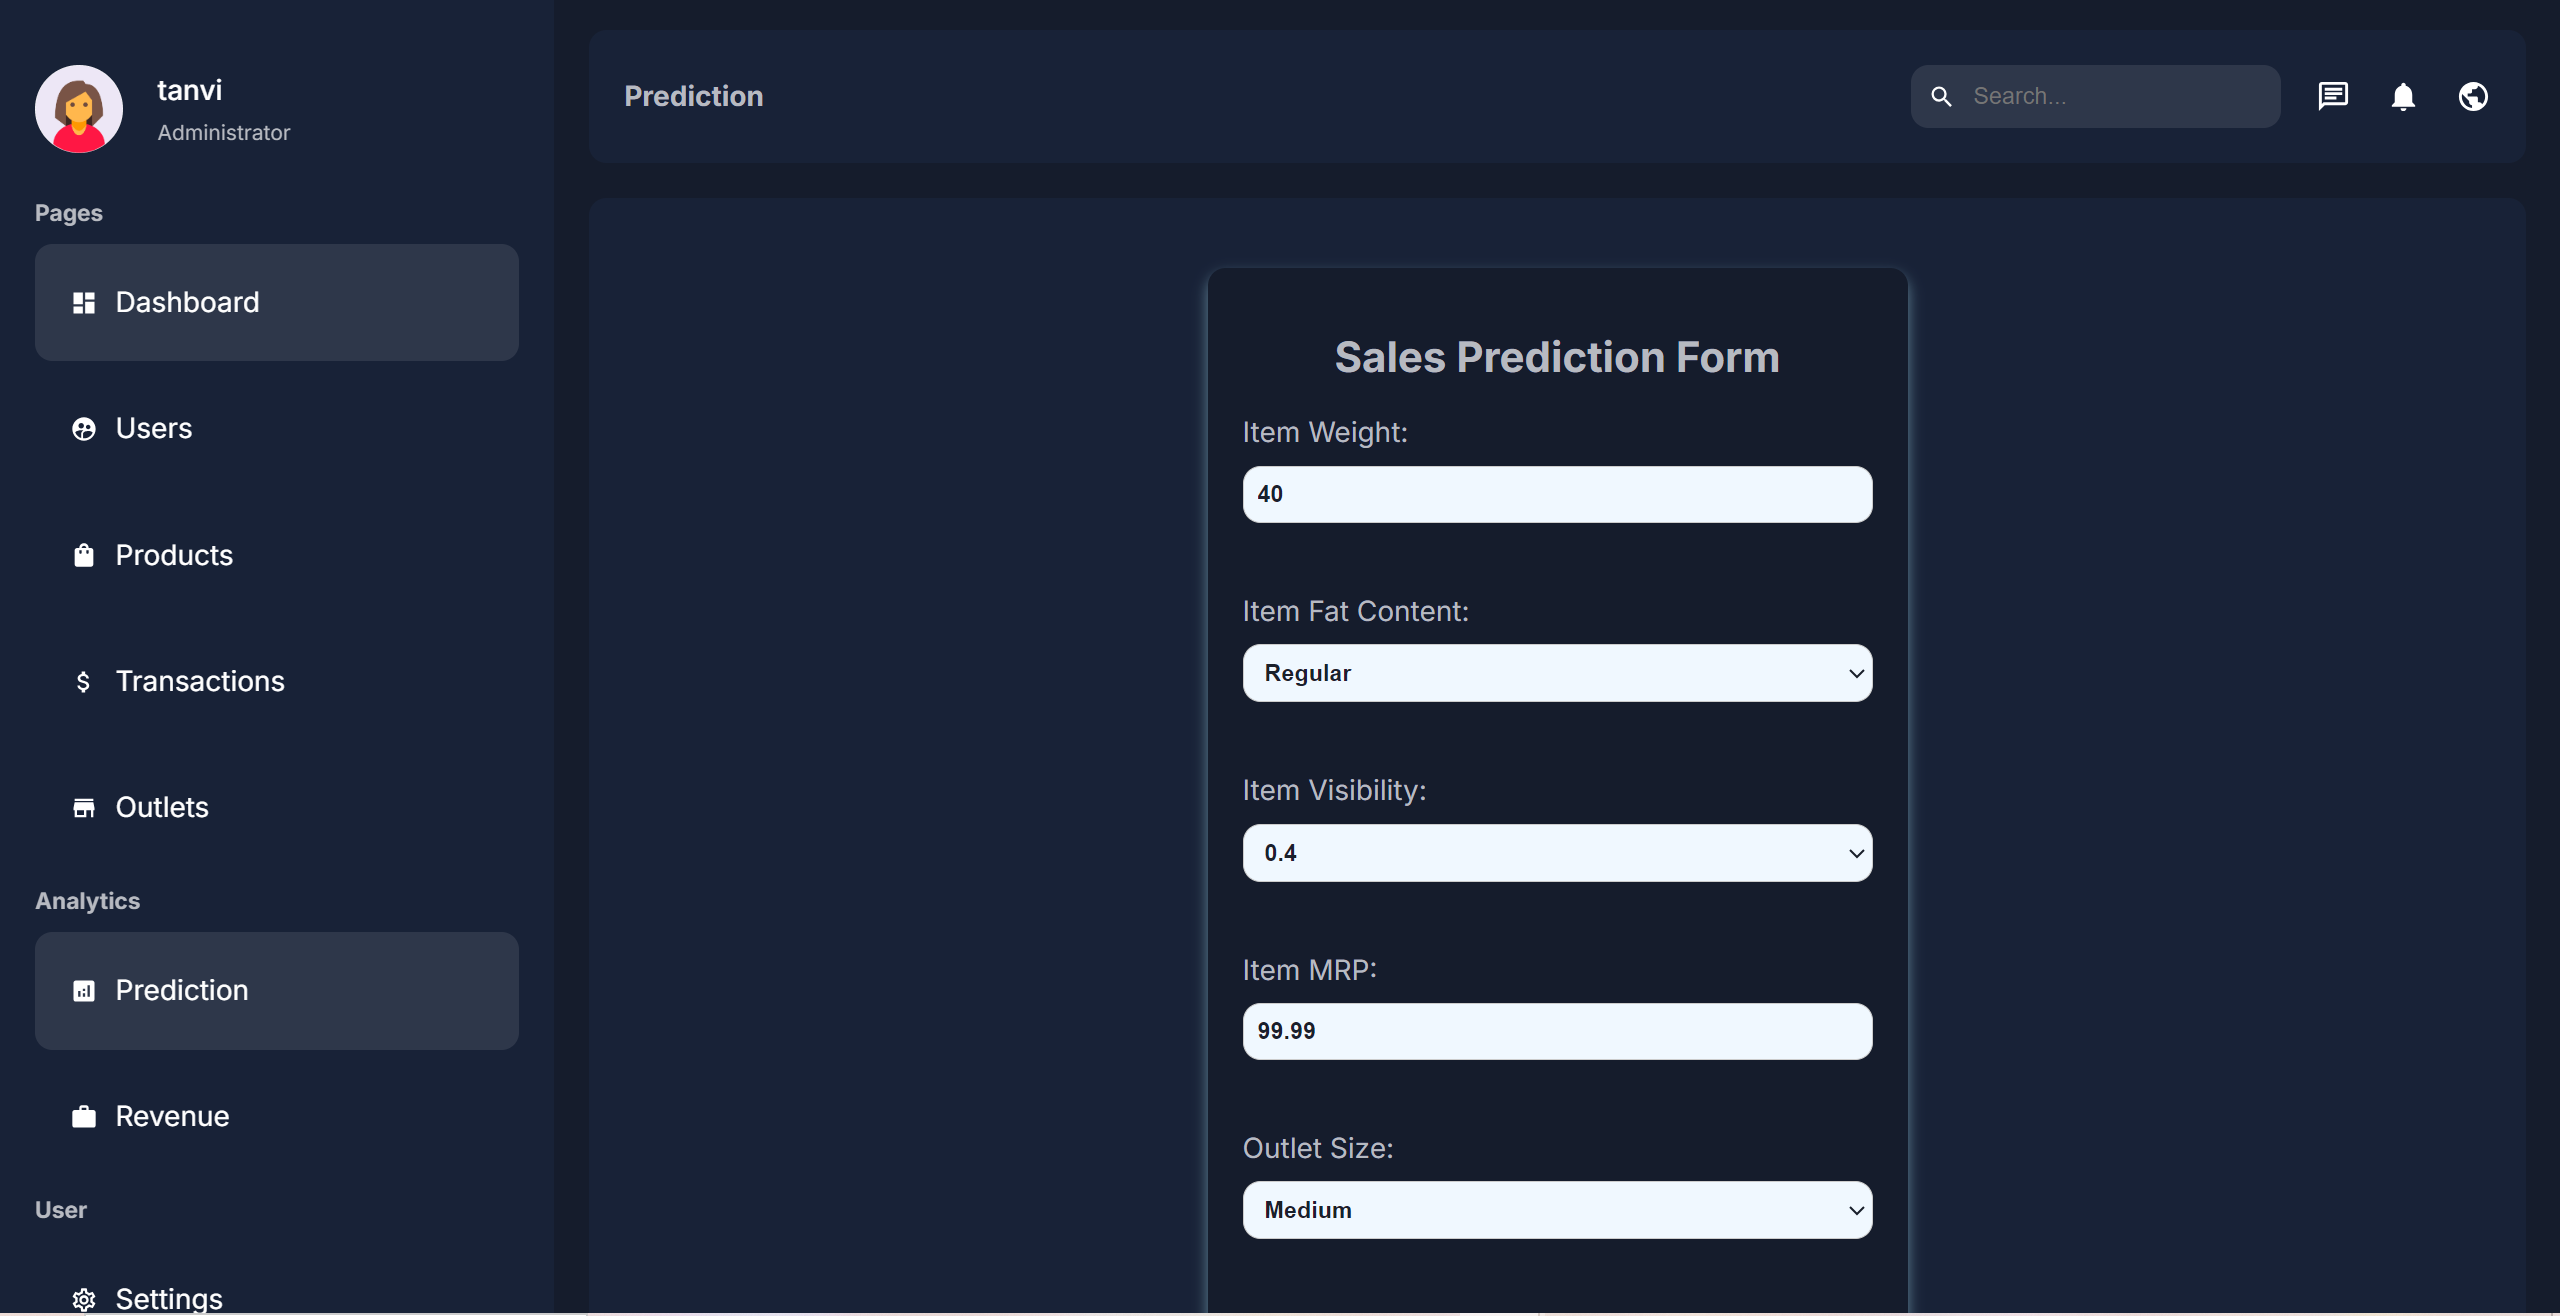 tanvi
Administrator
Pages
Dashboard
Users
Products
Transactions
Outlets
Analytics
Prediction
Revenue
User
Settings
Prediction
Search...
Sales Prediction Form
Item Weight:
40
Item Fat Content:
Regular
Item Visibility:
0.4
Item MRP:
99.99
Outlet Size:
Medium